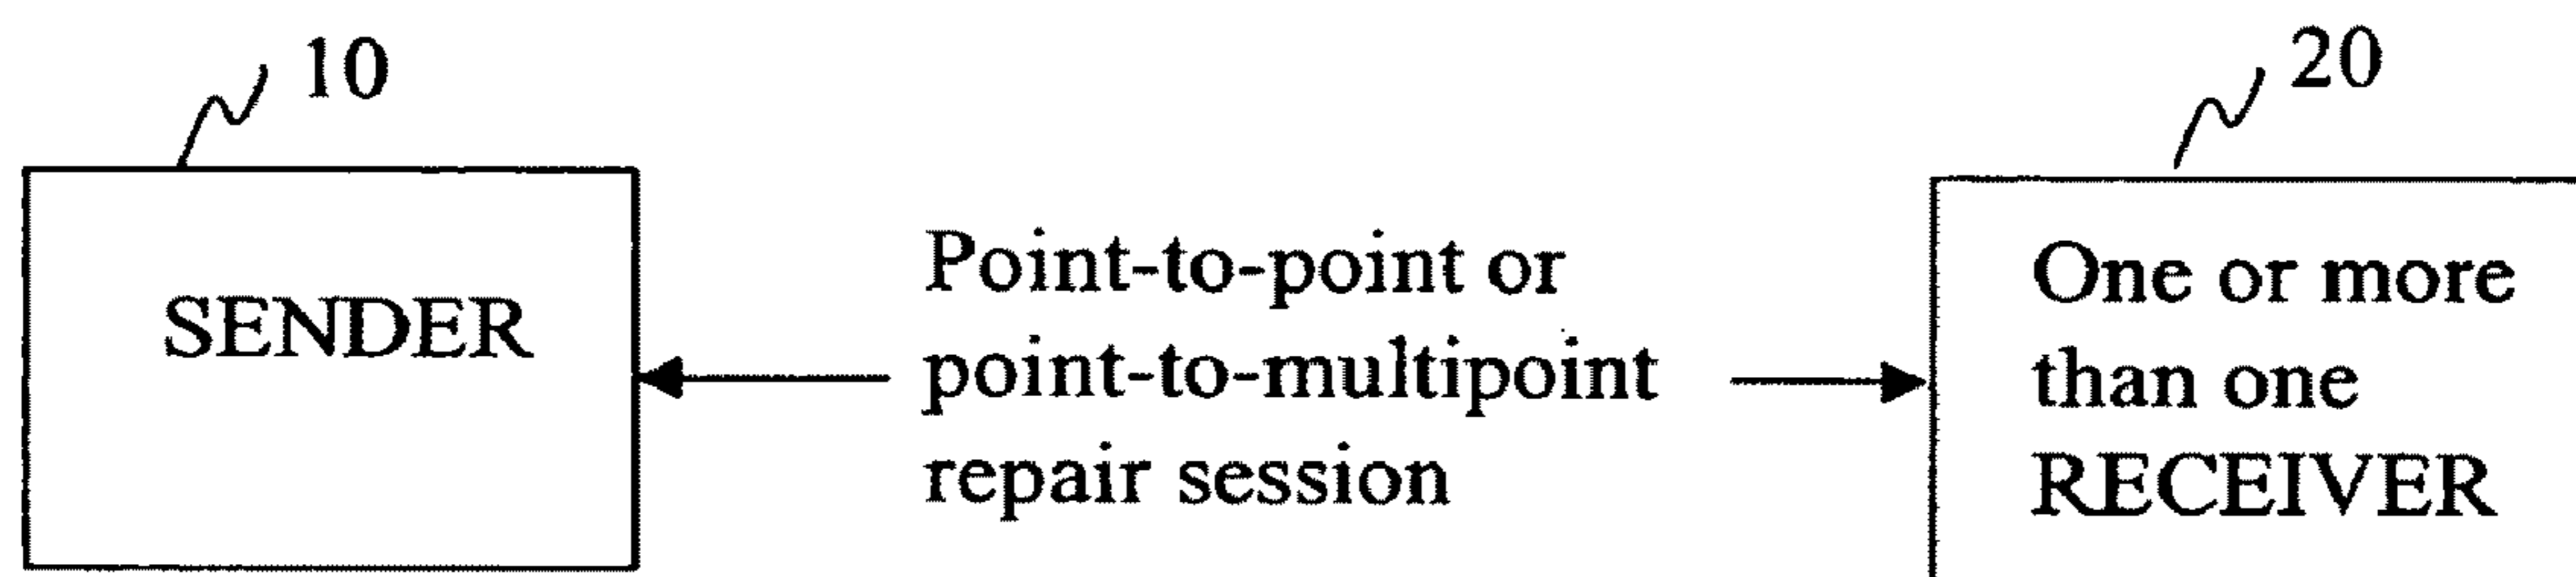 10
20
SENDER
Point-to-point or
point-to-multipoint
repair session
One or more
than one
RECEIVER